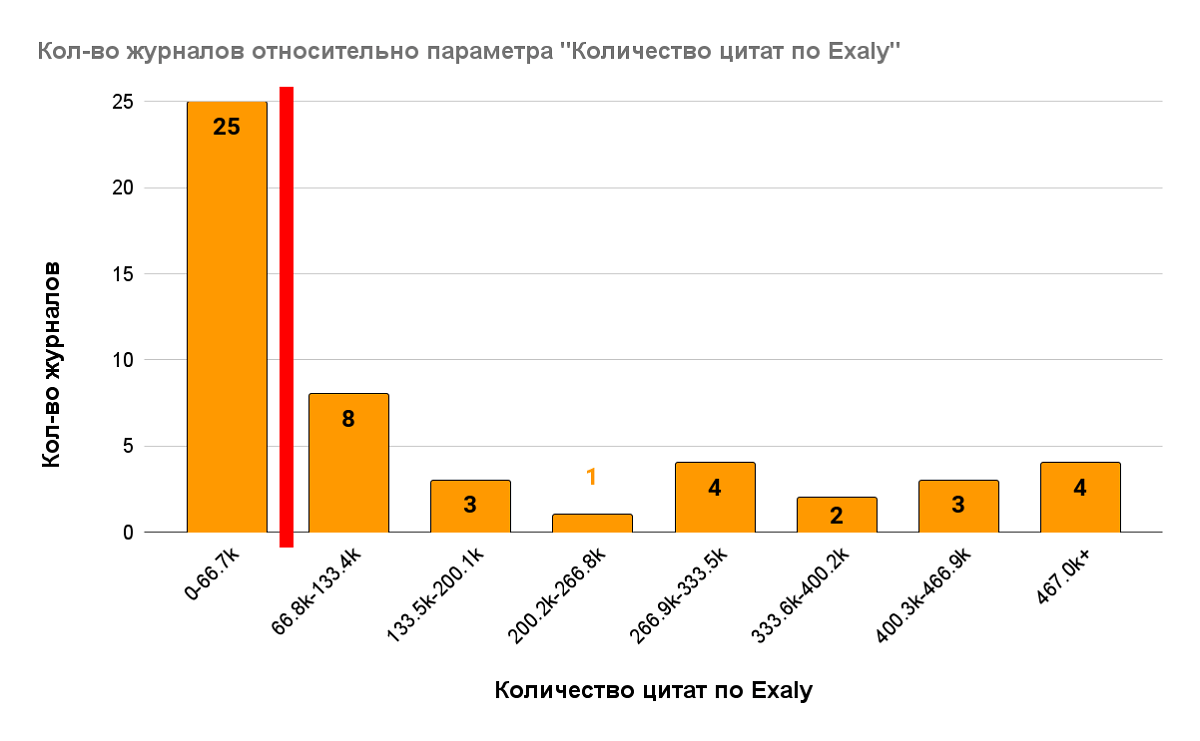 Кол-во журналов относительно параметра "Количество цитат по Exaly"
Кол-во журналов
25
20
15
10
5
0
25
8
3
1
4
2
3
4
0-66.7k
66.8k-133.4k
133.5k-200.1k
200.2k-266.8k
266.9k-333.5k
333.6k-400.2k
400.3k-466.9k
467.0k+
Количество цитат по Exaly